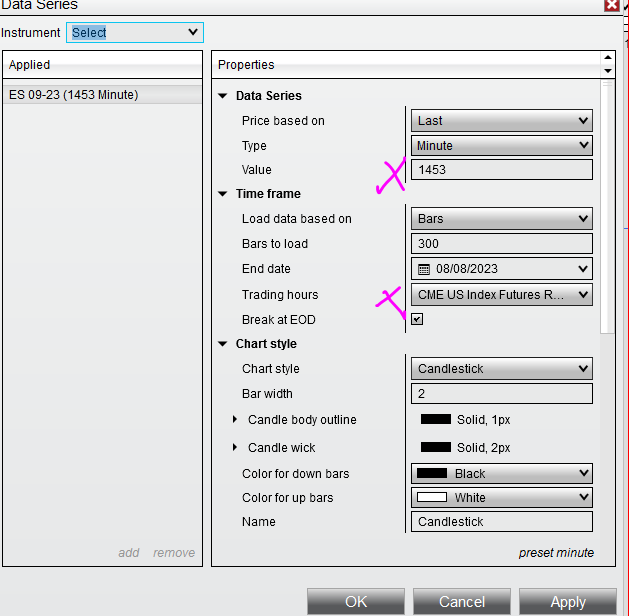 Data Series
Instrument Select
Applied
Properties
ES 09-23 (1453 Minute)
Data Series
Price based on Last
Type Minute
Value 1453
Time frame
Load data based on Bars
Bars to load 300
End date 08/08/2023
Trading hours CME US Index Futures R...
Break at EOD
Chart style
Chart style Candlestick
Bar width 2
Candle body outline Solid, 1px
Candle wick Solid, 2px
Color for down bars Black
Color for up bars White
Name Candlestick
add remove
preset minute
OK Cancel Apply